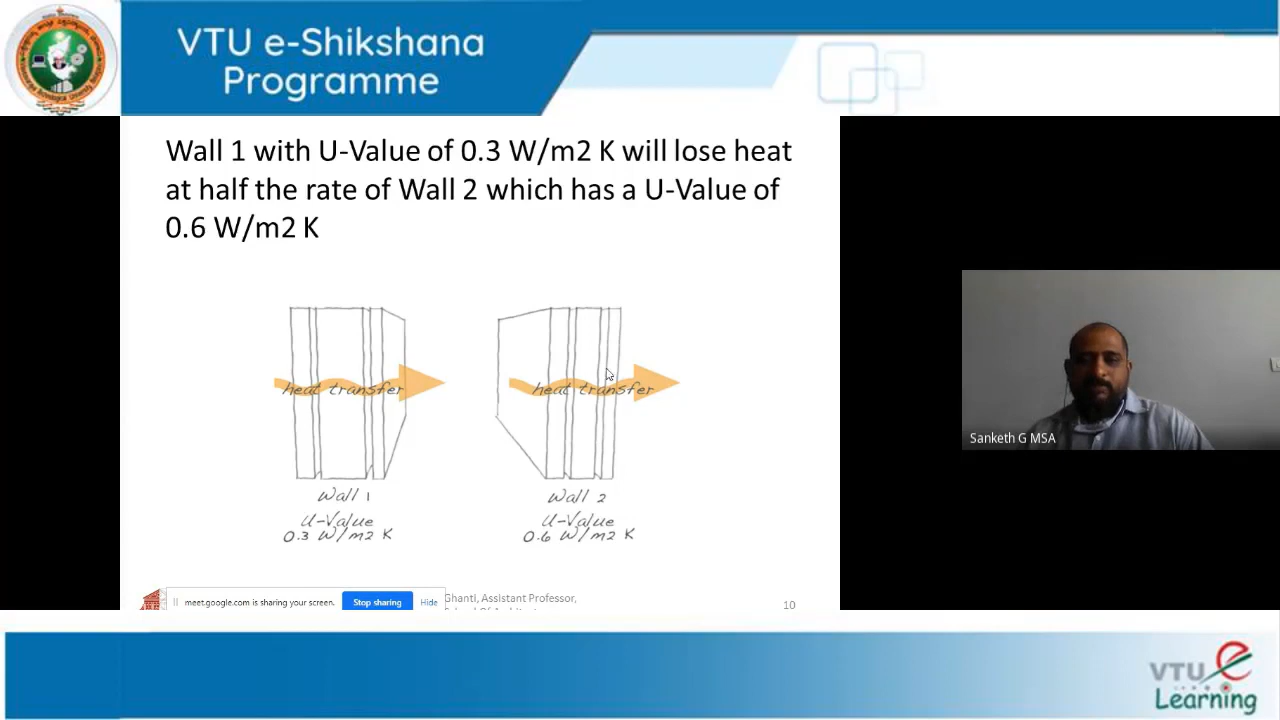 VTU e-Shikshana
Programme
Wall 1 with U-Value of 0.3 W/m2 K will lose heat
at half the rate of Wall 2 which has a U-Value of
0.6 W/m2 K
heat transfer
heat transfer
Wall 1
U-Value
0.3 W/m2 K
Wall 2
U-Value
0.6 W/m2 K
Sanketh G MSA
meet.google.com is sharing your screen.
Stop sharing
Hide
Ghanti, Assistant Professor,
10
VTU
Learning